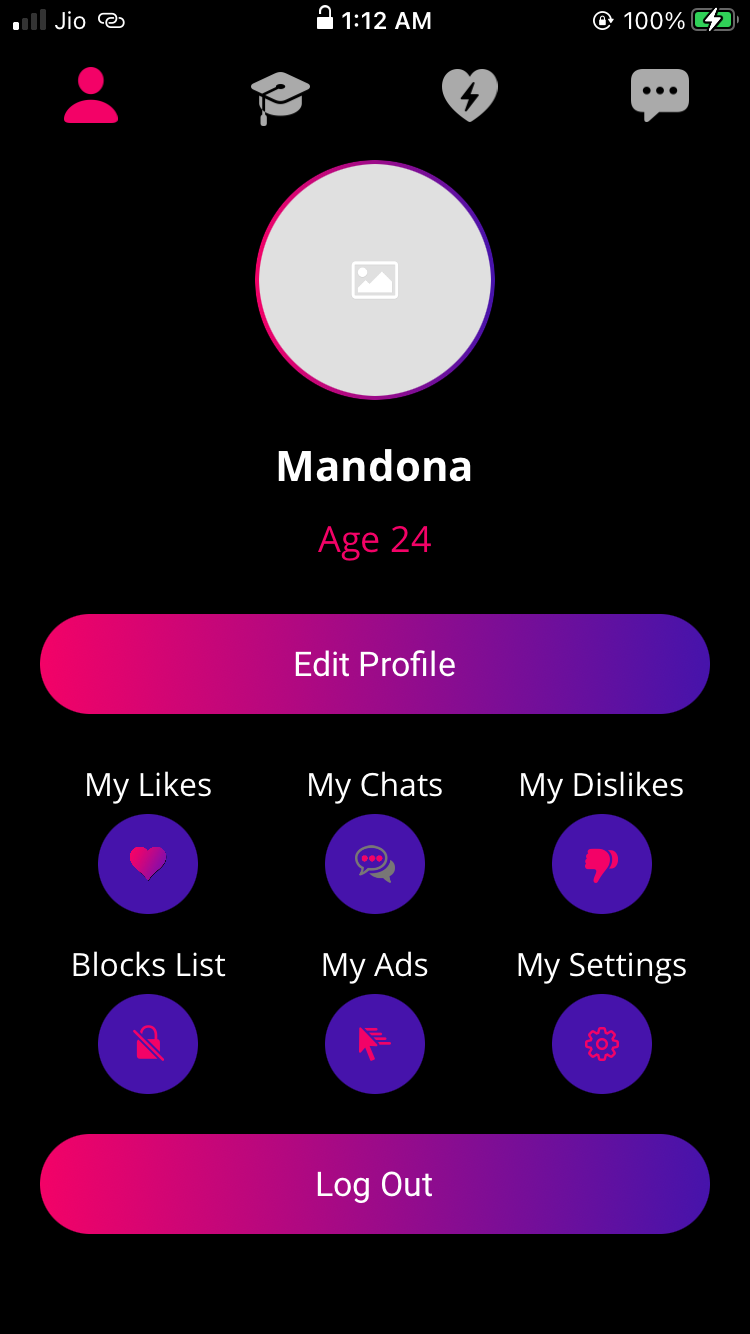 Jio 1:12 AM 100%
Mandona
Age 24
Edit Profile
My Likes My Chats My Dislikes
Blocks List My Ads My Settings
Log Out